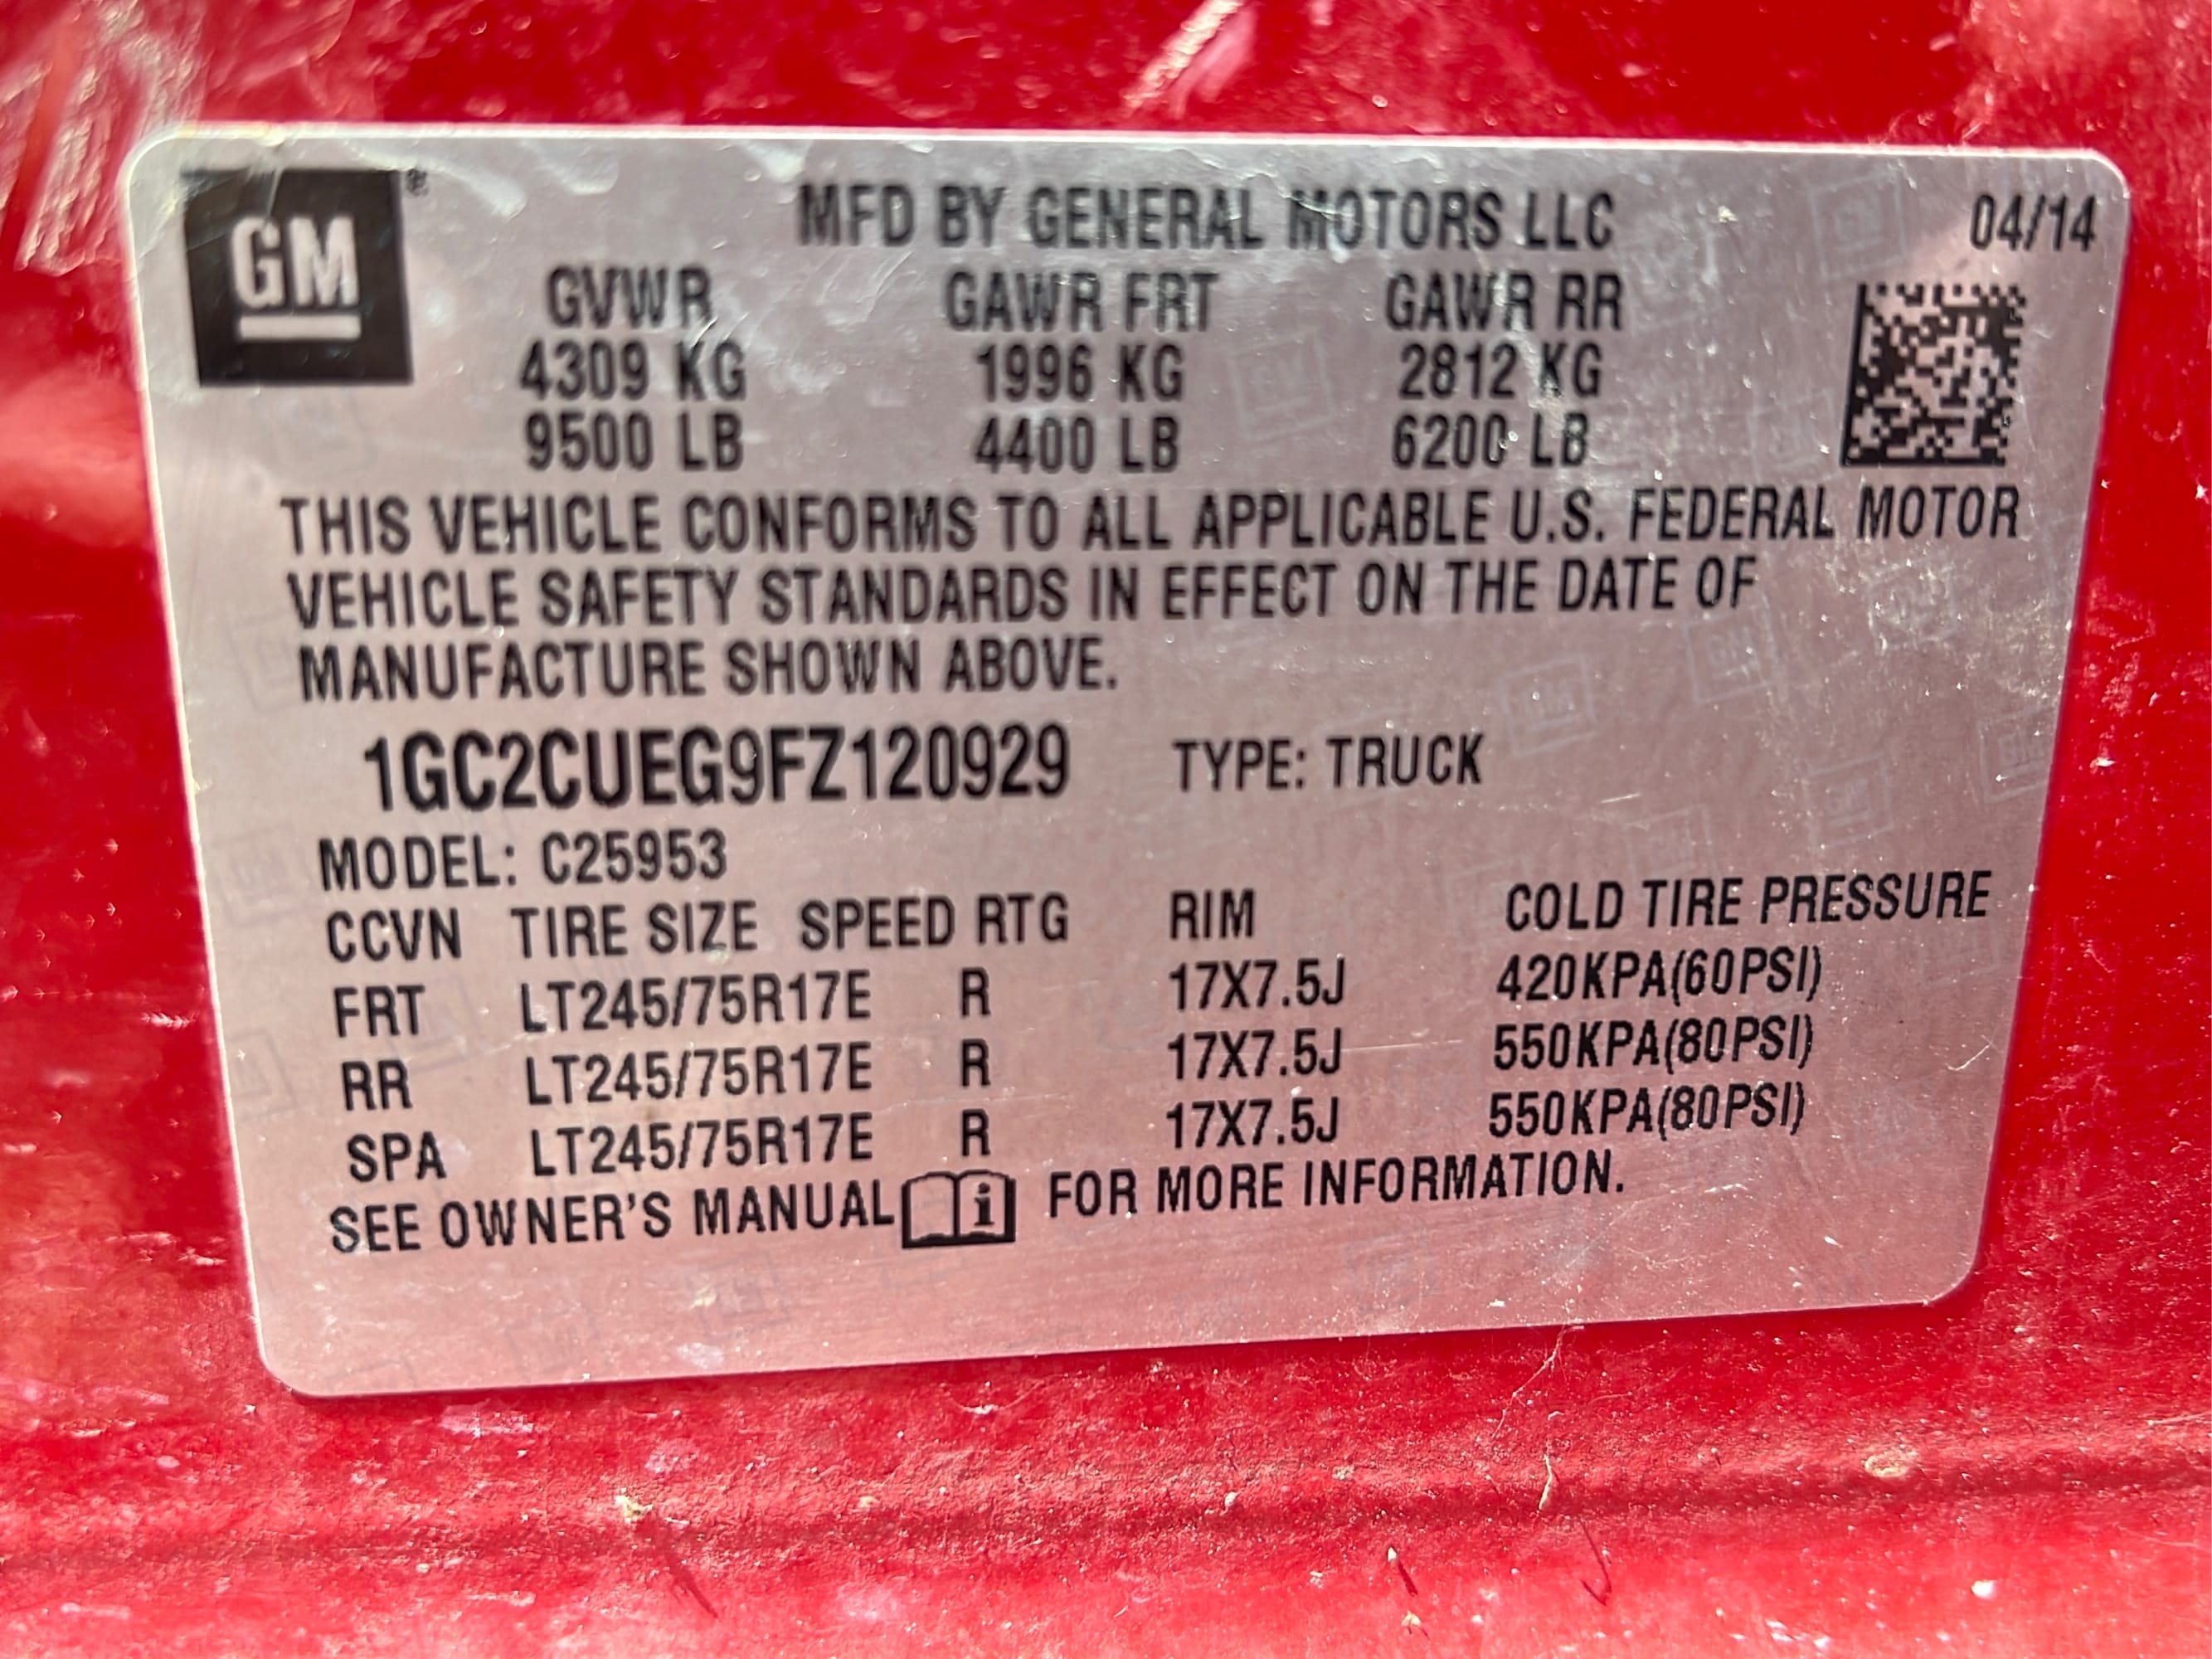 GM ®
MFD BY GENERAL MOTORS LLC 04/14
GVWR GAWR FRT GAWR RR
4309 KG 1996 KG 2812 KG
9500 LB 4400 LB 6200 LB
THIS VEHICLE CONFORMS TO ALL APPLICABLE U.S. FEDERAL MOTOR
VEHICLE SAFETY STANDARDS IN EFFECT ON THE DATE OF
MANUFACTURE SHOWN ABOVE.
1GC2CUEG9FZ120929 TYPE: TRUCK
MODEL: C25953
CCVN TIRE SIZE SPEED RTG RIM COLD TIRE PRESSURE
FRT LT245/75R17E R 17X7.5J 420KPA(60PSI)
RR LT245/75R17E R 17X7.5J 550KPA(80PSI)
SPA LT245/75R17E R 17X7.5J 550KPA(80PSI)
SEE OWNER'S MANUAL i FOR MORE INFORMATION.